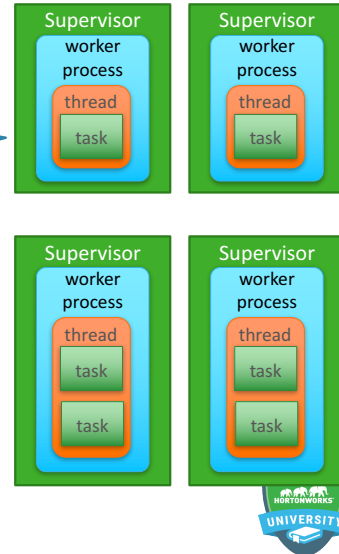 Supervisor
worker
process
thread
task
Supervisor
worker
process
thread
task
Supervisor
worker
process
thread
task
task
Supervisor
worker
process
thread
task
task
HORTONWORKS
UNIVERSITY